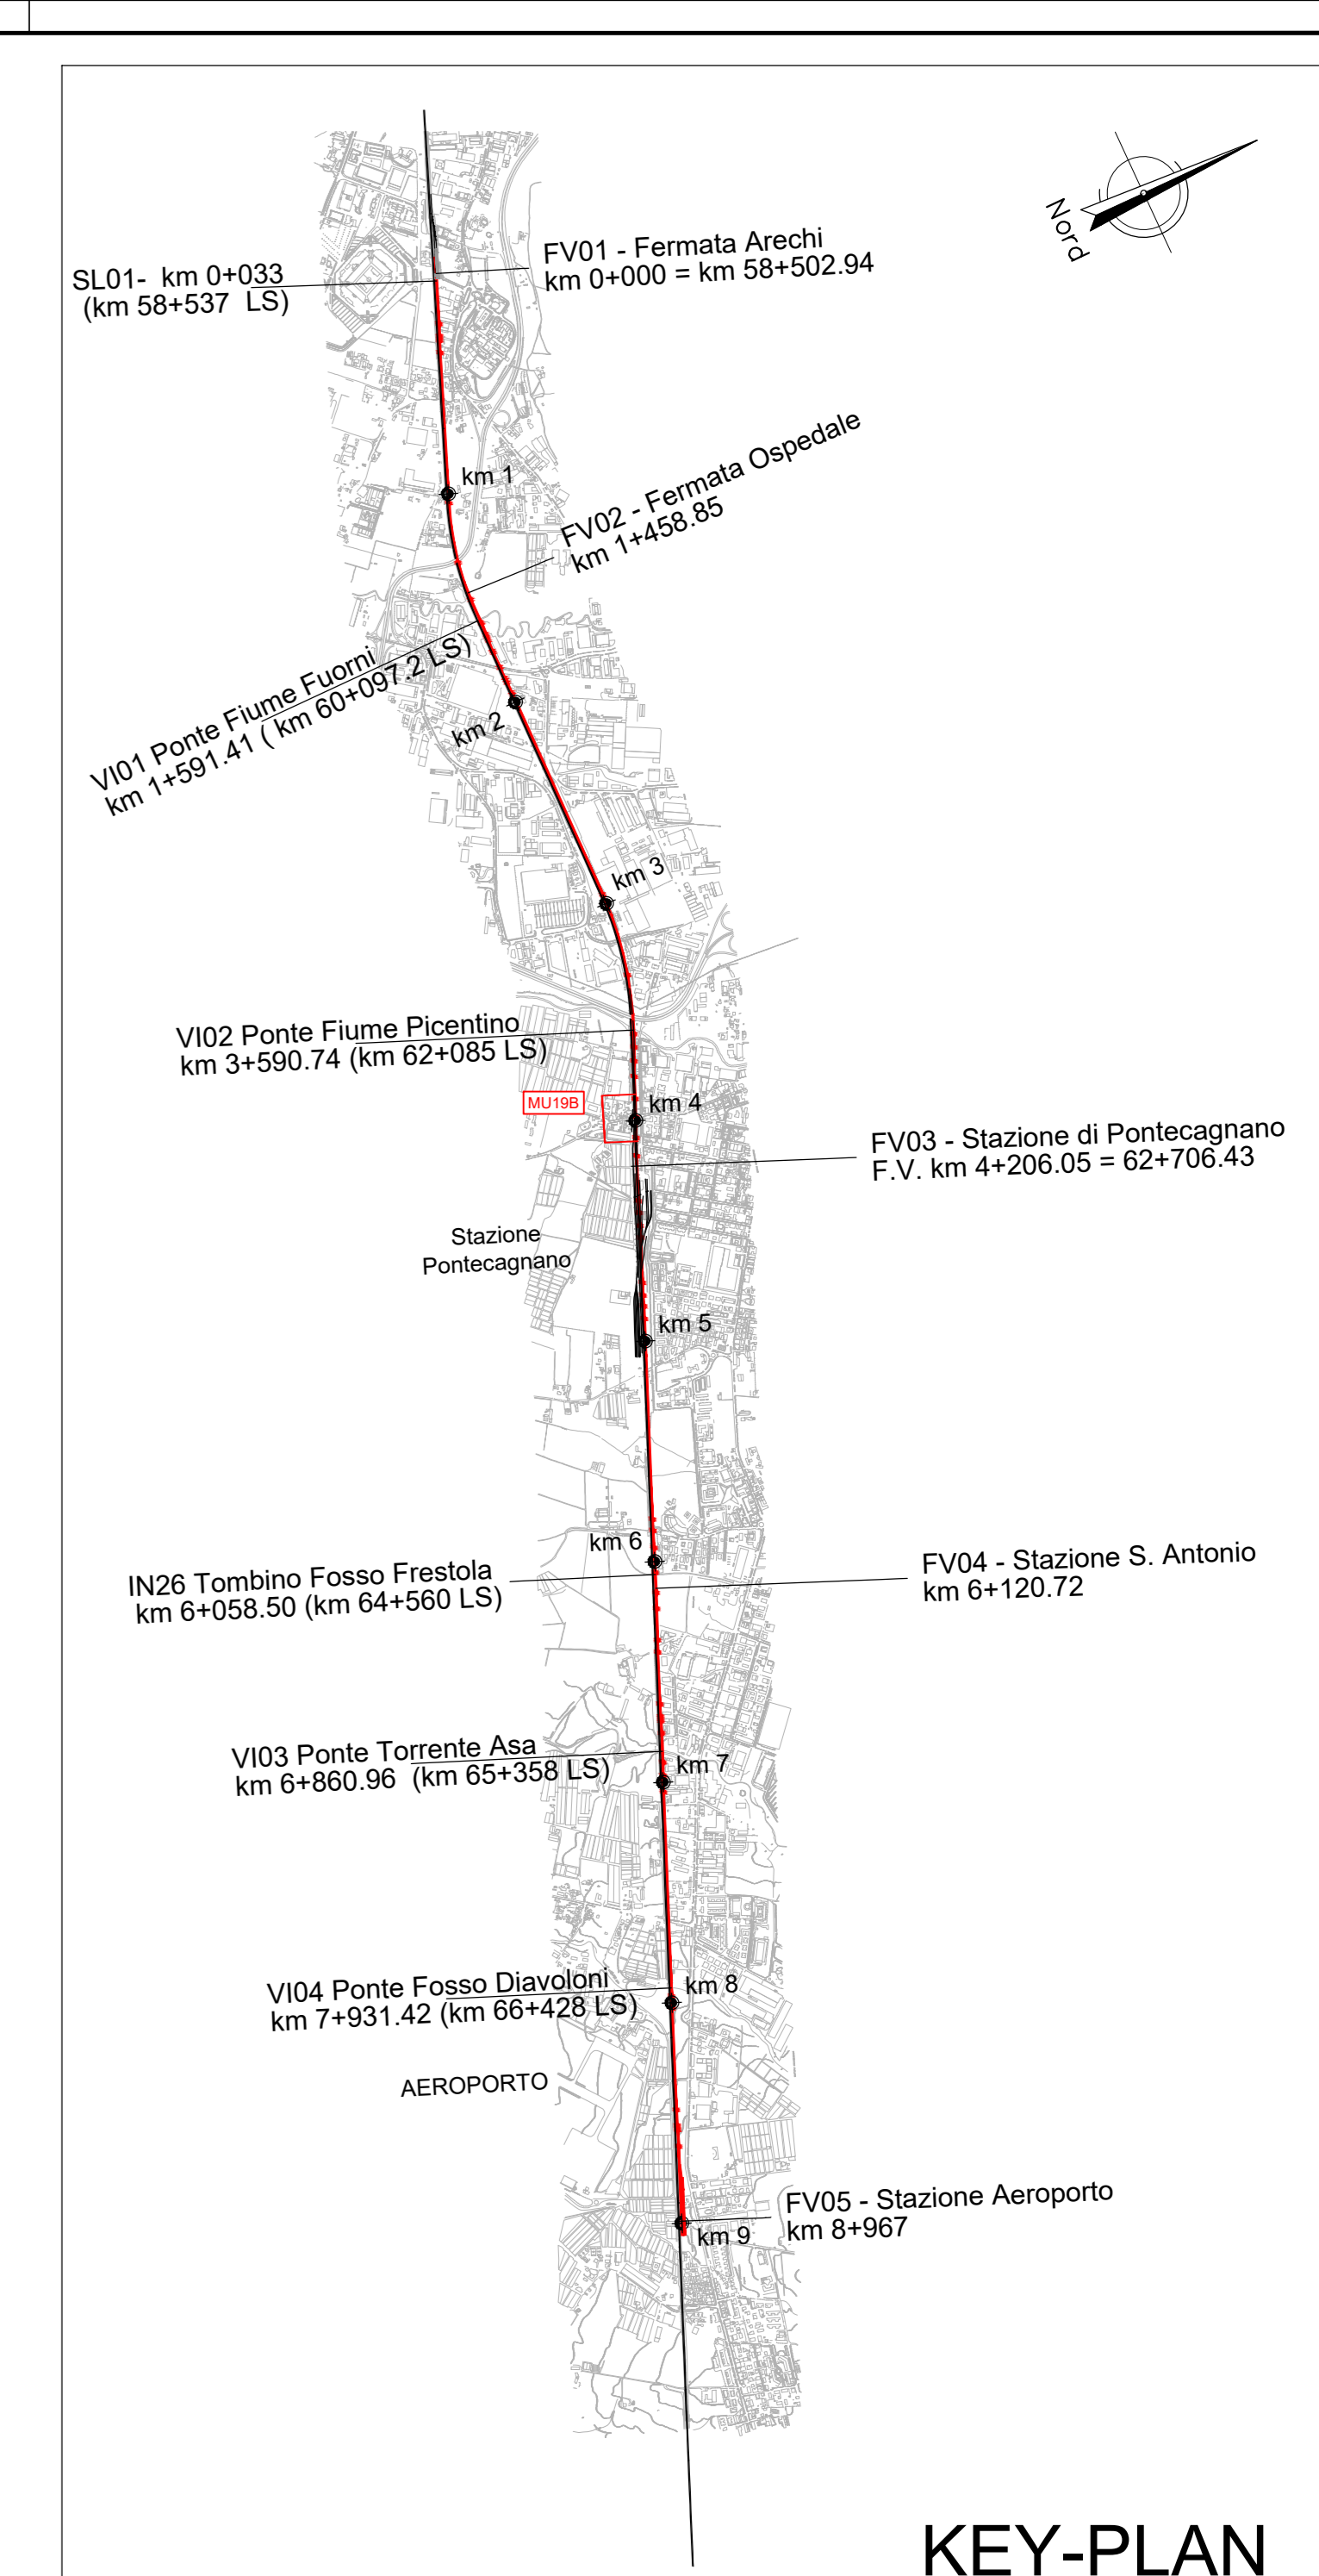 Nord
FV01 - Fermata Arechi
km 0+000 = km 58+502.94
SL01- km 0+033
(km 58+537 LS)
km 1
FV02 - Fermata Ospedale
km 1+458.85
VI01 Ponte Fiume Fuorni
km 1+591.41 ( km 60+097.2 LS)
km 2
km 3
VI02 Ponte Fiume Picentino
km 3+590.74 (km 62+085 LS)
MU19B
km 4
FV03 - Stazione di Pontecagnano
F.V. km 4+206.05 = 62+706.43
Stazione
Pontecagnano
km 5
km 6
IN26 Tombino Fosso Frestola
km 6+058.50 (km 64+560 LS)
FV04 - Stazione S. Antonio
km 6+120.72
VI03 Ponte Torrente Asa
km 6+860.96 (km 65+358 LS)
km 7
VI04 Ponte Fosso Diavoloni
km 7+931.42 (km 66+428 LS)
km 8
AEROPORTO
FV05 - Stazione Aeroporto
km 8+967
km 9
KEY-PLAN